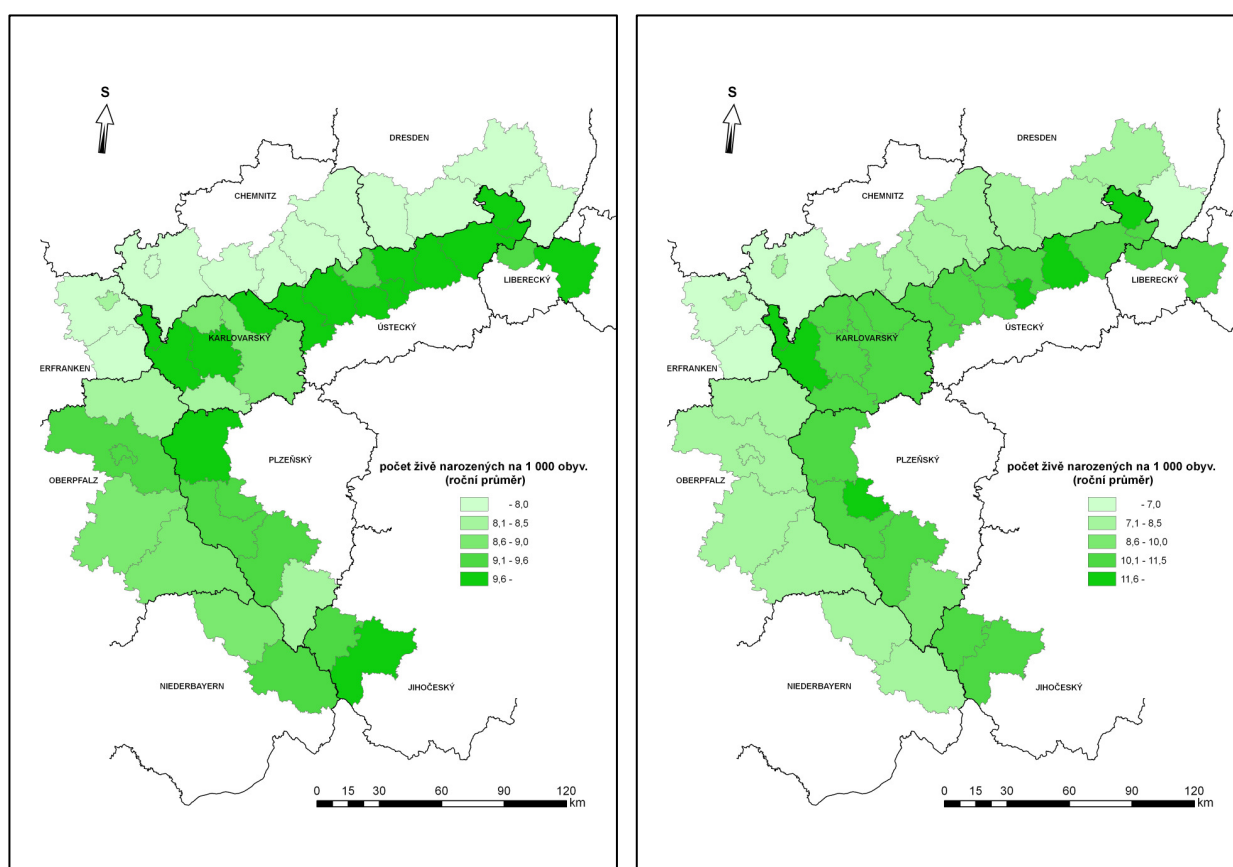 S
DRESDEN
CHEMNITZ
LIBERECKÝ
ÚSTECKÝ
KARLOVARSKÝ
ERFRANKEN
PLZEŇSKÝ
OBERPFALZ
počet živě narozených na 1 000 obyv.
(roční průměr)
- 8,0
8,1 - 8,5
8,6 - 9,0
9,1 - 9,6
9,6 -
NIEDERBAYERN
JIHOČESKÝ
0 15 30 60 90 120
km
S
DRESDEN
CHEMNITZ
LIBERECKÝ
ÚSTECKÝ
KARLOVARSKÝ
ERFRANKEN
PLZEŇSKÝ
OBERPFALZ
počet živě narozených na 1 000 obyv.
(roční průměr)
- 7,0
7,1 - 8,5
8,6 - 10,0
10,1 - 11,5
11,6 -
NIEDERBAYERN
JIHOČESKÝ
0 15 30 60 90 120
km